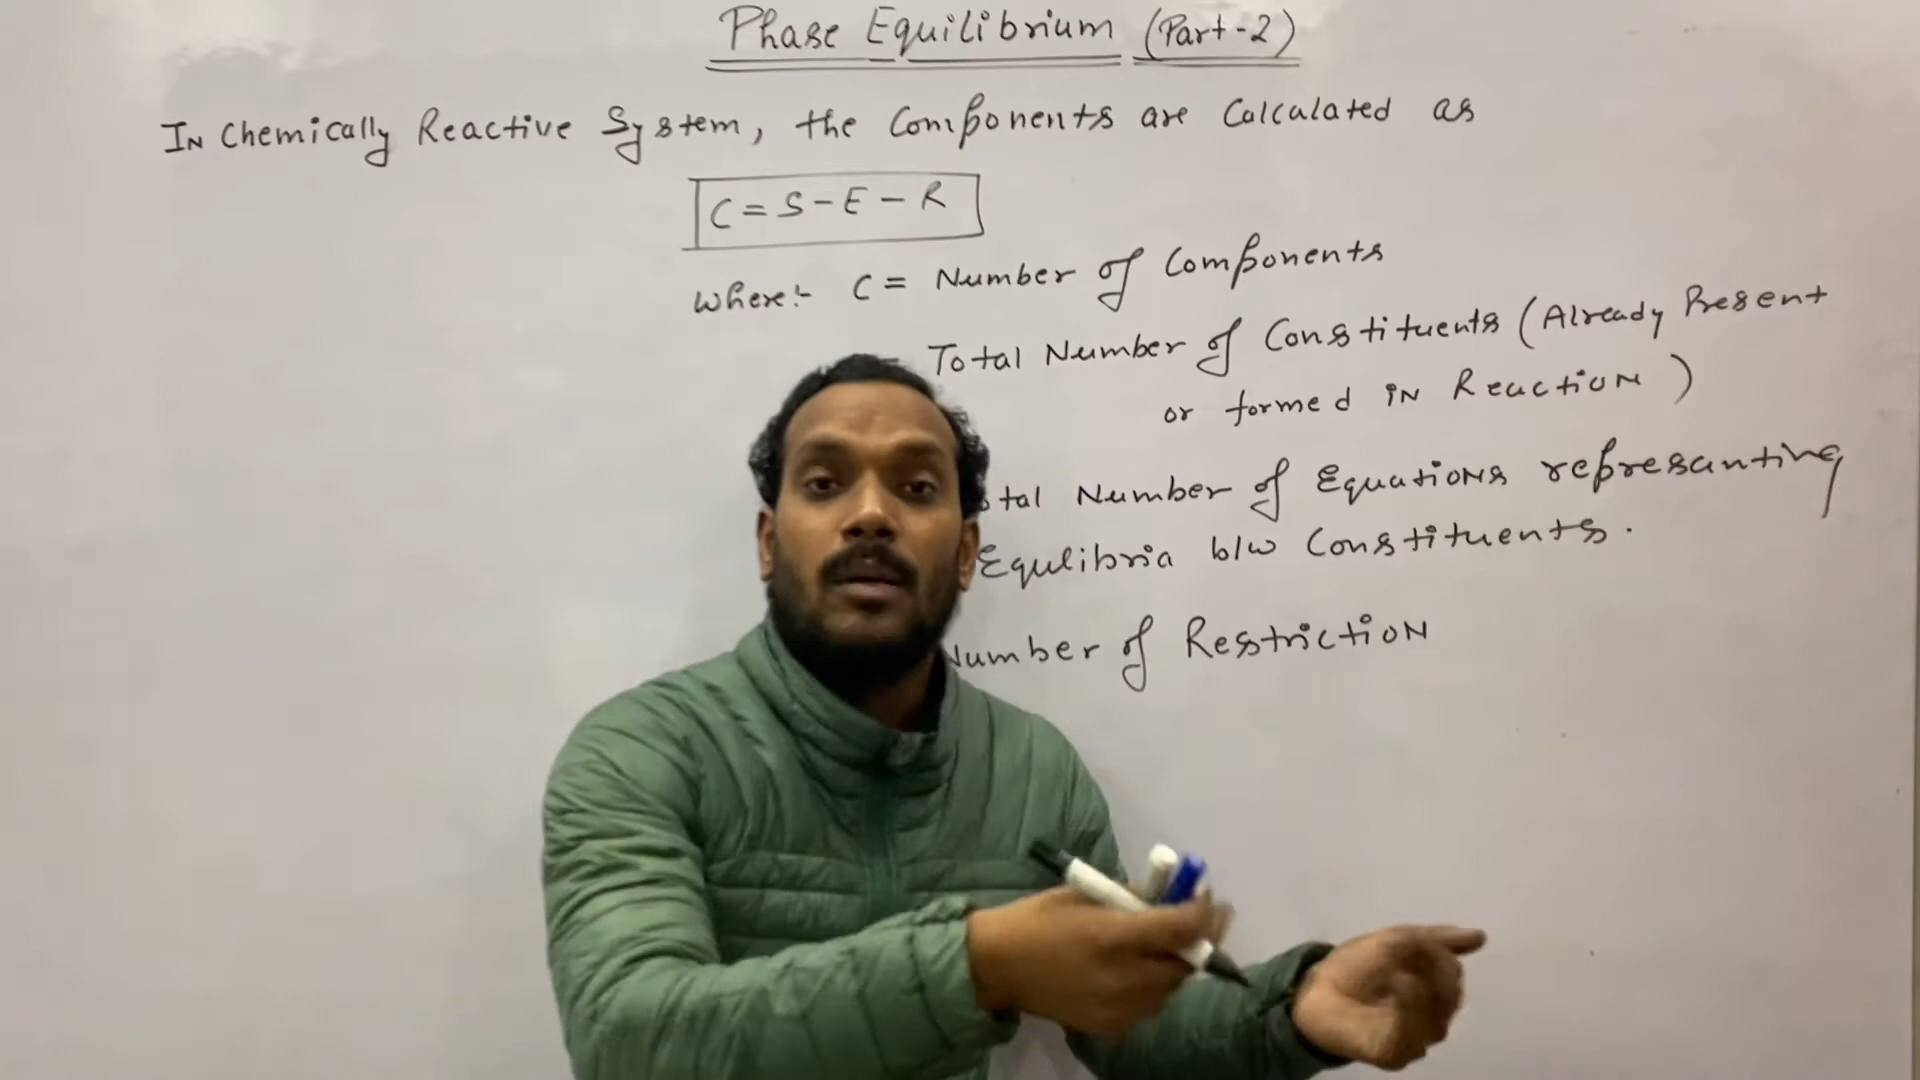 Phase Equilibrium (Part-2)
In Chemically Reactive System, the Components are Calculated as
C = S - E - R
Where:- C = Number of Components
Total Number of Constituents (Already Present
or formed in Reaction)
tal Number of Equations represanting
Equlibria b/w Constituents.
Number of Restriction